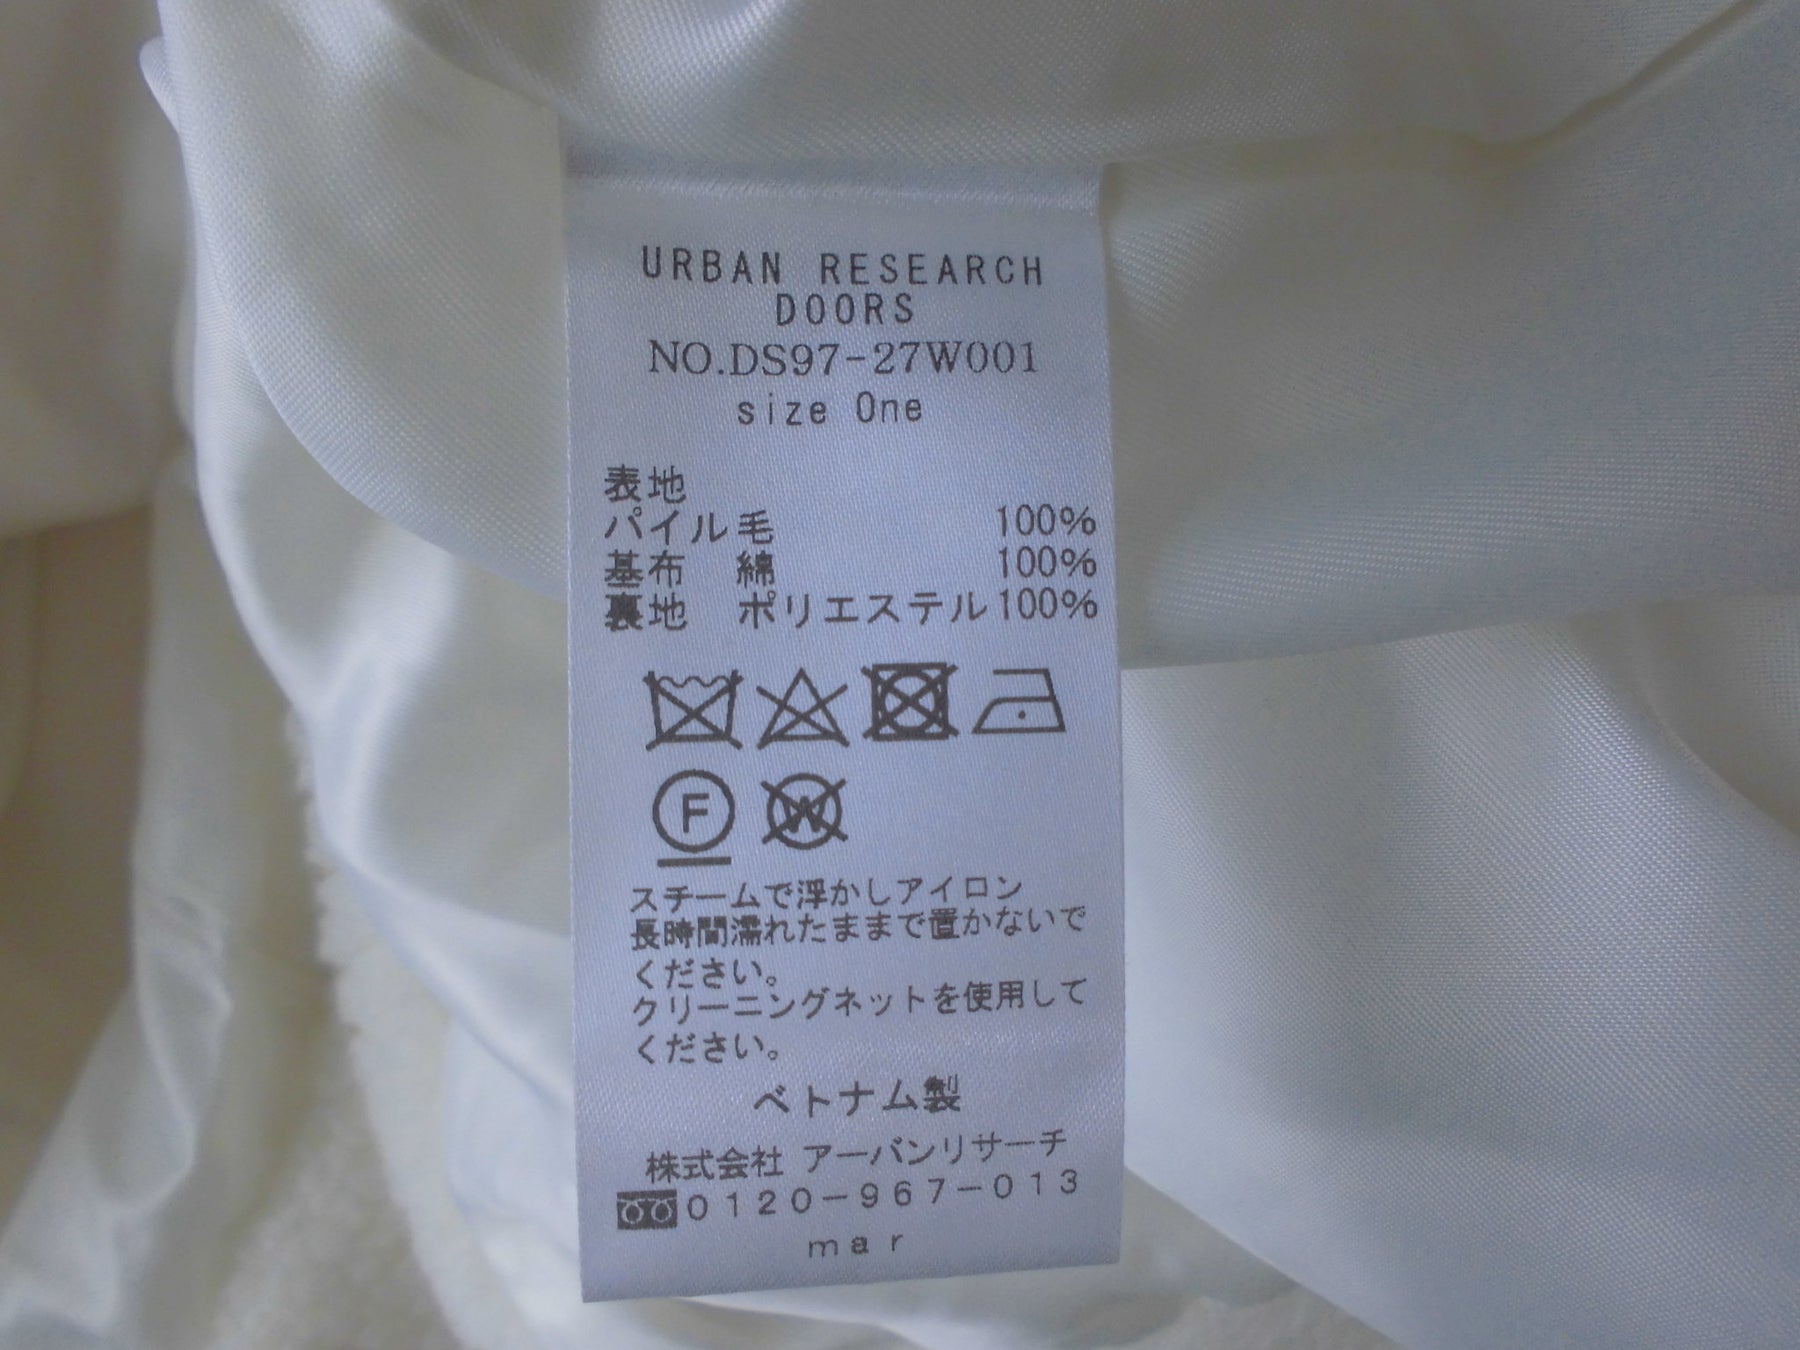 URBAN RESEARCH
DOORS
NO.DS97-27W001
size One
表地
パイル 毛 100%
基布 綿 100%
裏地 ポリエステル 100%
F W
スチームで浮かしアイロン
長時間濡れたままで置かないで
ください。
クリーニングネットを使用して
ください。
ベトナム製
株式会社 アーバンリサーチ
0120-967-013
mar